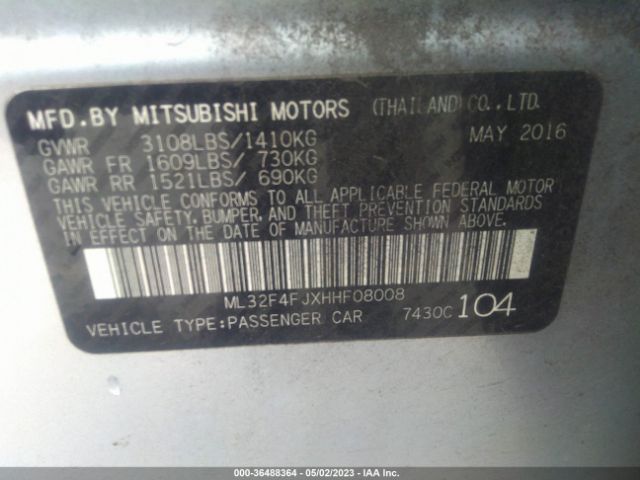 MFD.BY MITSUBISHI MOTORS (THAILAND) CO.,LTD.
GVWR 3108LBS/1410KG MAY 2016
GAWR FR 1609LBS/ 730KG
GAWR RR 1521LBS/ 690KG
THIS VEHICLE CONFORMS TO ALL APPLICABLE FEDERAL MOTOR
VEHICLE SAFETY, BUMPER, AND THEFT PREVENTION STANDARDS
IN EFFECT ON THE DATE OF MANUFACTURE SHOWN ABOVE.
ML32F4FJXHHF08008
VEHICLE TYPE:PASSENGER CAR 7430C 104
000-36488364 - 05/02/2023 - IAA Inc.